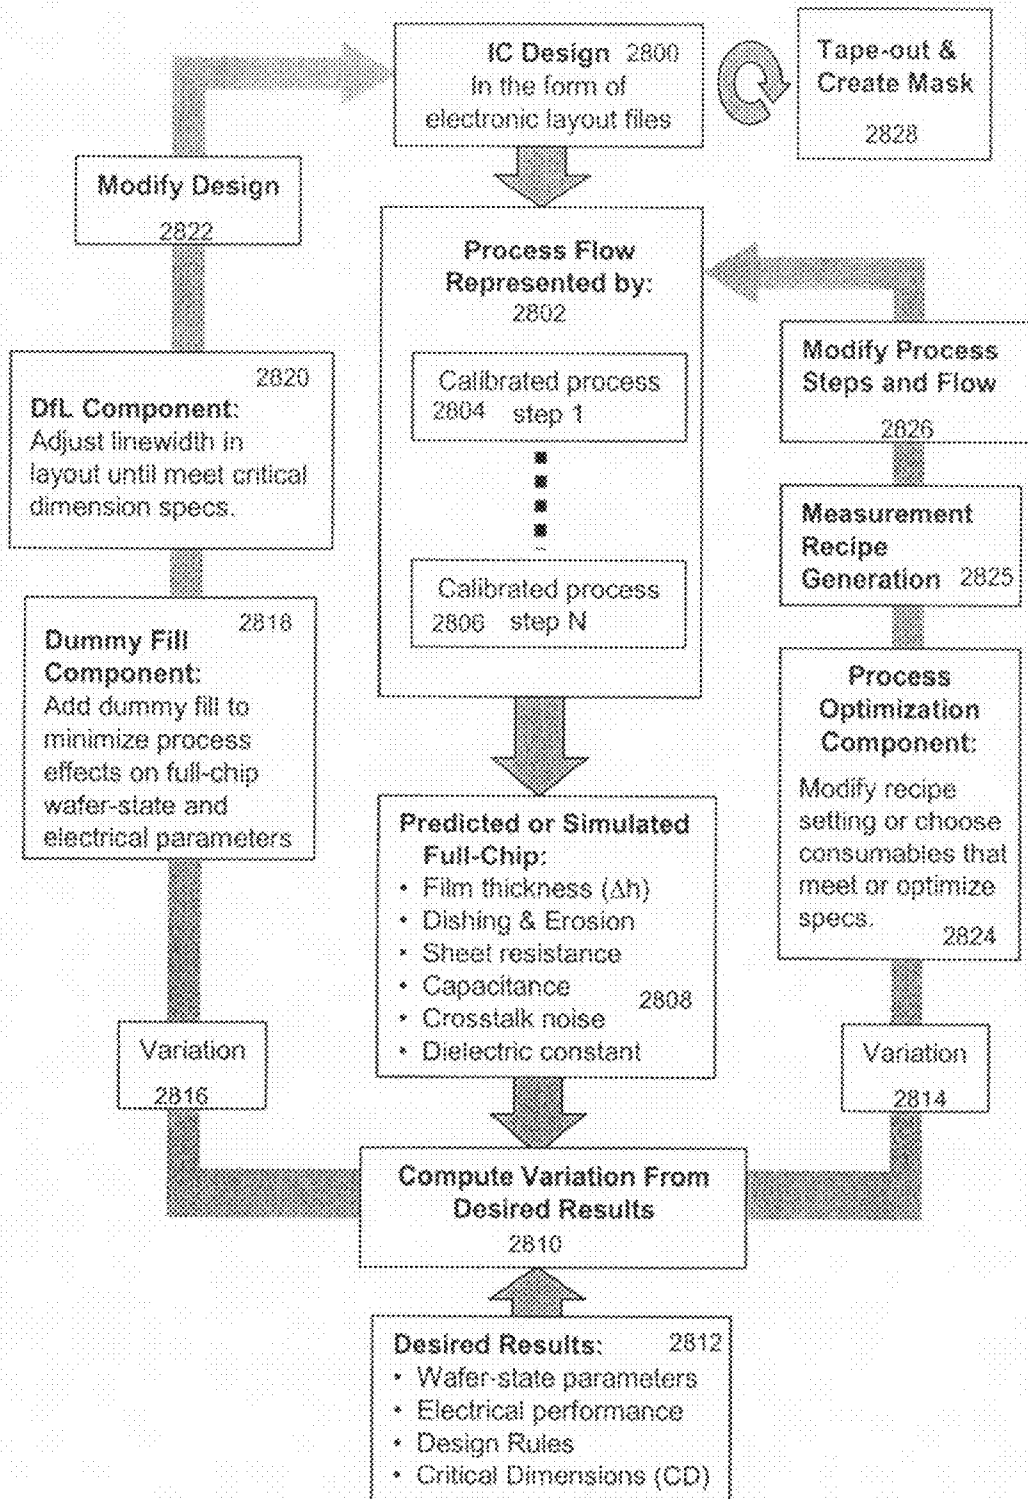 IC Design 2800
In the form of
electronic layout files
Tape-out &
Create Mask
2828
Modify Design
2822
Process Flow
Represented by:
2802
Calibrated process
2804 step 1
Calibrated process
2806 step N
2820
DfL Component:
Adjust linewidth in
layout until meet critical
dimension specs.
2818
Dummy Fill
Component:
Add dummy fill to
minimize process
effects on full-chip
wafer-state and
electrical parameters
Modify Process
Steps and Flow
2826
Measurement
Recipe
Generation 2825
Process
Optimization
Component:
Modify recipe
setting or choose
consumables that
meet or optimize
specs.
2824
Predicted or Simulated
Full-Chip:
• Film thickness (Δh)
• Dishing & Erosion
• Sheet resistance
• Capacitance
2808
• Crosstalk noise
• Dielectric constant
Variation
2816
Variation
2814
Compute Variation From
Desired Results
2810
Desired Results: 2812
• Wafer-state parameters
• Electrical performance
• Design Rules
• Critical Dimensions (CD)